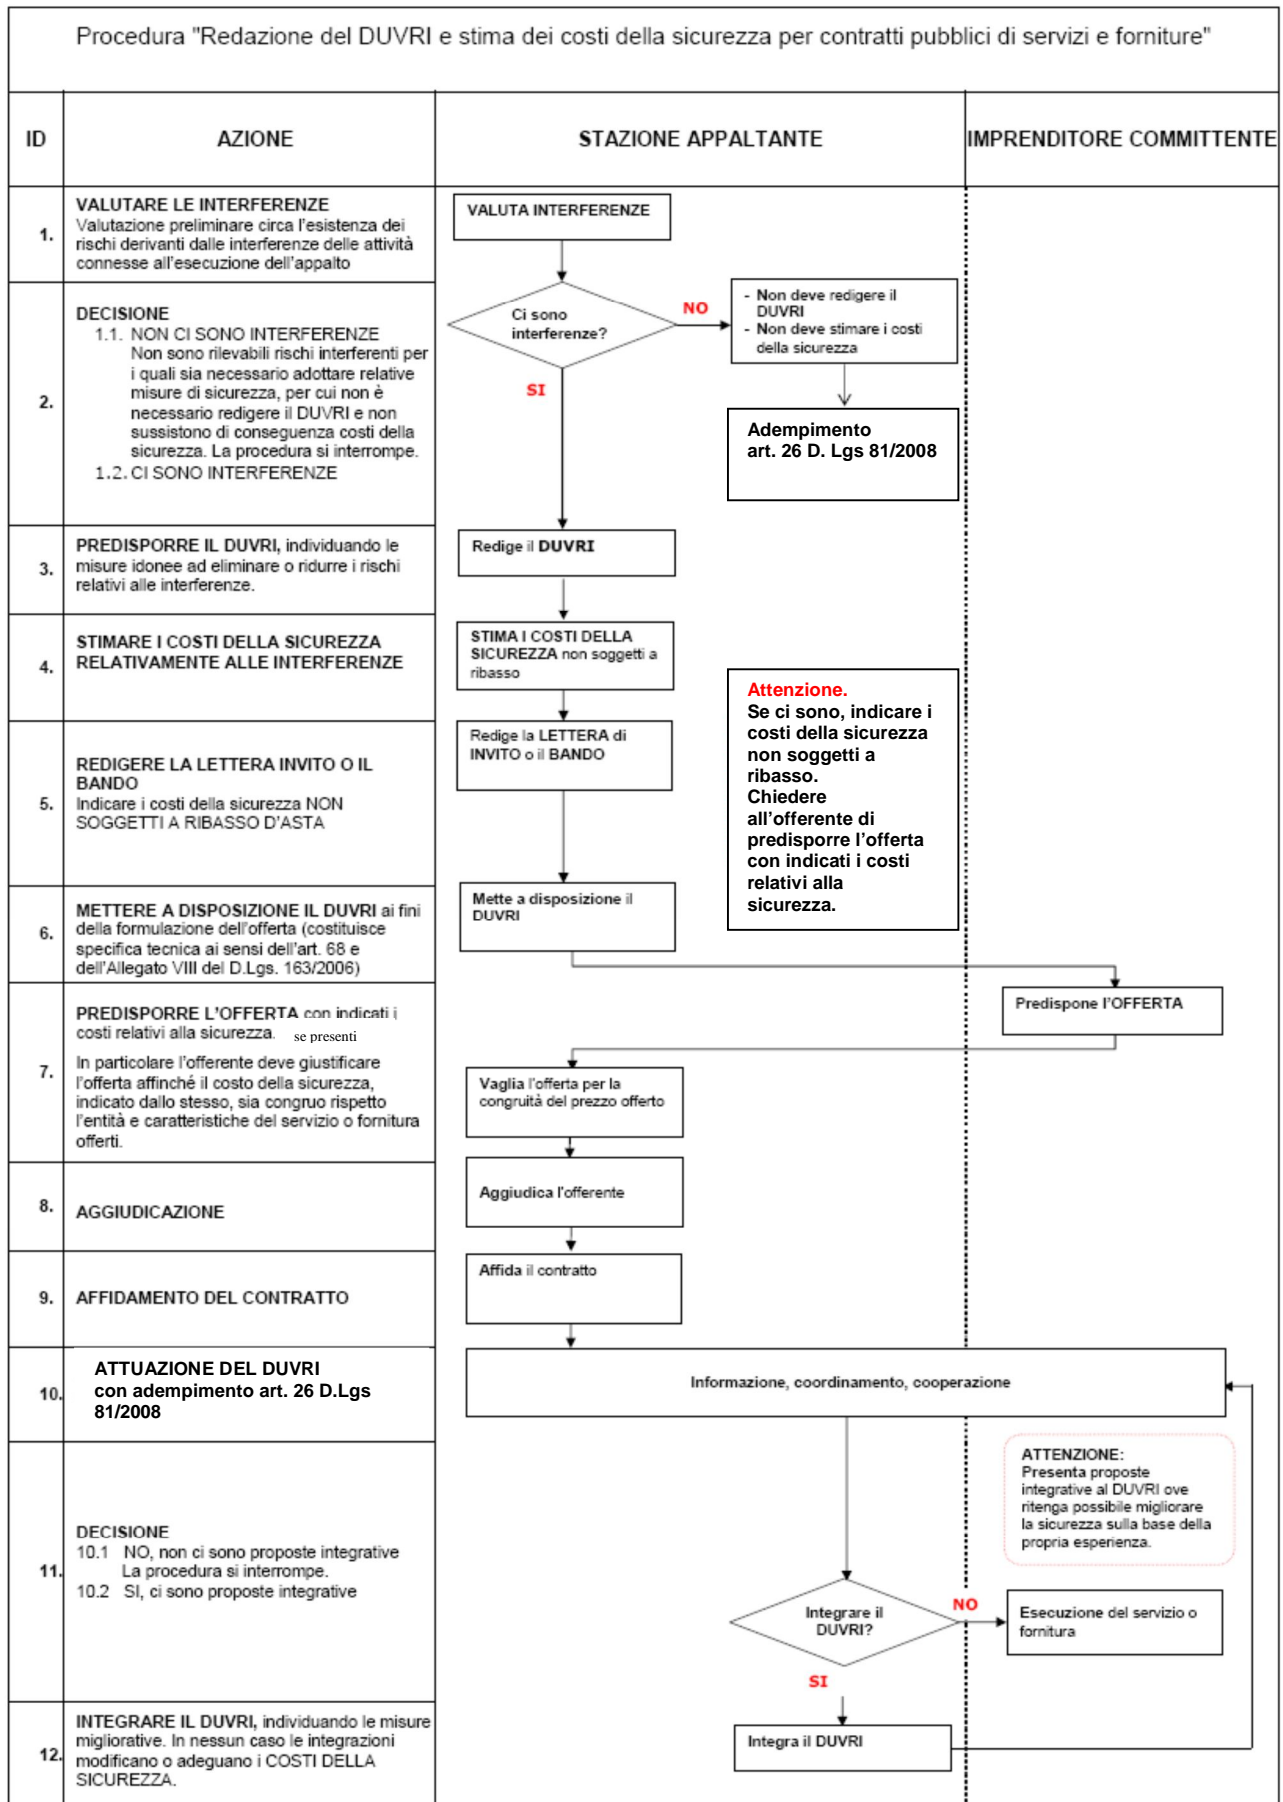 Procedura "Redazione del DUVRI e stima dei costi della sicurezza per contratti pubblici di servizi e forniture"
ID
AZIONE
STAZIONE APPALTANTE
IMPRENDITORE COMMITTENTE
1.
VALUTARE LE INTERFERENZE
Valutazione preliminare circa l'esistenza dei
rischi derivanti dalle interferenze delle attività
connesse all'esecuzione dell'appalto
VALUTA INTERFERENZE
2.
DECISIONE
1.1. NON CI SONO INTERFERENZE
Non sono rilevabili rischi interferenti per
i quali sia necessario adottare relative
misure di sicurezza, per cui non è
necessario redigere il DUVRI e non
sussistono di conseguenza costi della
sicurezza. La procedura si interrompe.
1.2. CI SONO INTERFERENZE
Ci sono
interferenze?
NO
SI
- Non deve redigere il
DUVRI
- Non deve stimare i costi
della sicurezza
Adempimento
art. 26 D. Lgs 81/2008
3.
PREDISPORRE IL DUVRI, individuando le
misure idonee ad eliminare o ridurre i rischi
relativi alle interferenze.
Redige il DUVRI
4.
STIMARE I COSTI DELLA SICUREZZA
RELATIVAMENTE ALLE INTERFERENZE
STIMA I COSTI DELLA
SICUREZZA non soggetti a
ribasso
Attenzione.
Se ci sono, indicare i
costi della sicurezza
non soggetti a
ribasso.
Chiedere
all'offerente di
predisporre l'offerta
con indicati i costi
relativi alla
sicurezza.
5.
REDIGERE LA LETTERA INVITO O IL
BANDO
Indicare i costi della sicurezza NON
SOGGETTI A RIBASSO D'ASTA
Redige la LETTERA di
INVITO o il BANDO
6.
METTERE A DISPOSIZIONE IL DUVRI ai fini
della formulazione dell'offerta (costituisce
specifica tecnica ai sensi dell'art. 68 e
dell'Allegato VIII del D.Lgs. 163/2006)
Mette a disposizione il
DUVRI
7.
PREDISPORRE L'OFFERTA con indicati i
costi relativi alla sicurezza. se presenti
In particolare l'offerente deve giustificare
l'offerta affinché il costo della sicurezza,
indicato dallo stesso, sia congruo rispetto
l'entità e caratteristiche del servizio o fornitura
offerti.
Predispone l'OFFERTA
Vaglia l'offerta per la
congruità del prezzo offerto
8.
AGGIUDICAZIONE
Aggiudica l'offerente
9.
AFFIDAMENTO DEL CONTRATTO
Affida il contratto
10.
ATTUAZIONE DEL DUVRI
con adempimento art. 26 D.Lgs
81/2008
Informazione, coordinamento, cooperazione
11.
DECISIONE
10.1 NO, non ci sono proposte integrative
La procedura si interrompe.
10.2 SI, ci sono proposte integrative
ATTENZIONE:
Presenta proposte
integrative al DUVRI ove
ritenga possibile migliorare
la sicurezza sulla base della
propria esperienza.
Integrare il
DUVRI?
NO
SI
Esecuzione del servizio o
fornitura
12.
INTEGRARE IL DUVRI, individuando le misure
migliorative. In nessun caso le integrazioni
modificano o adeguano i COSTI DELLA
SICUREZZA.
Integra il DUVRI